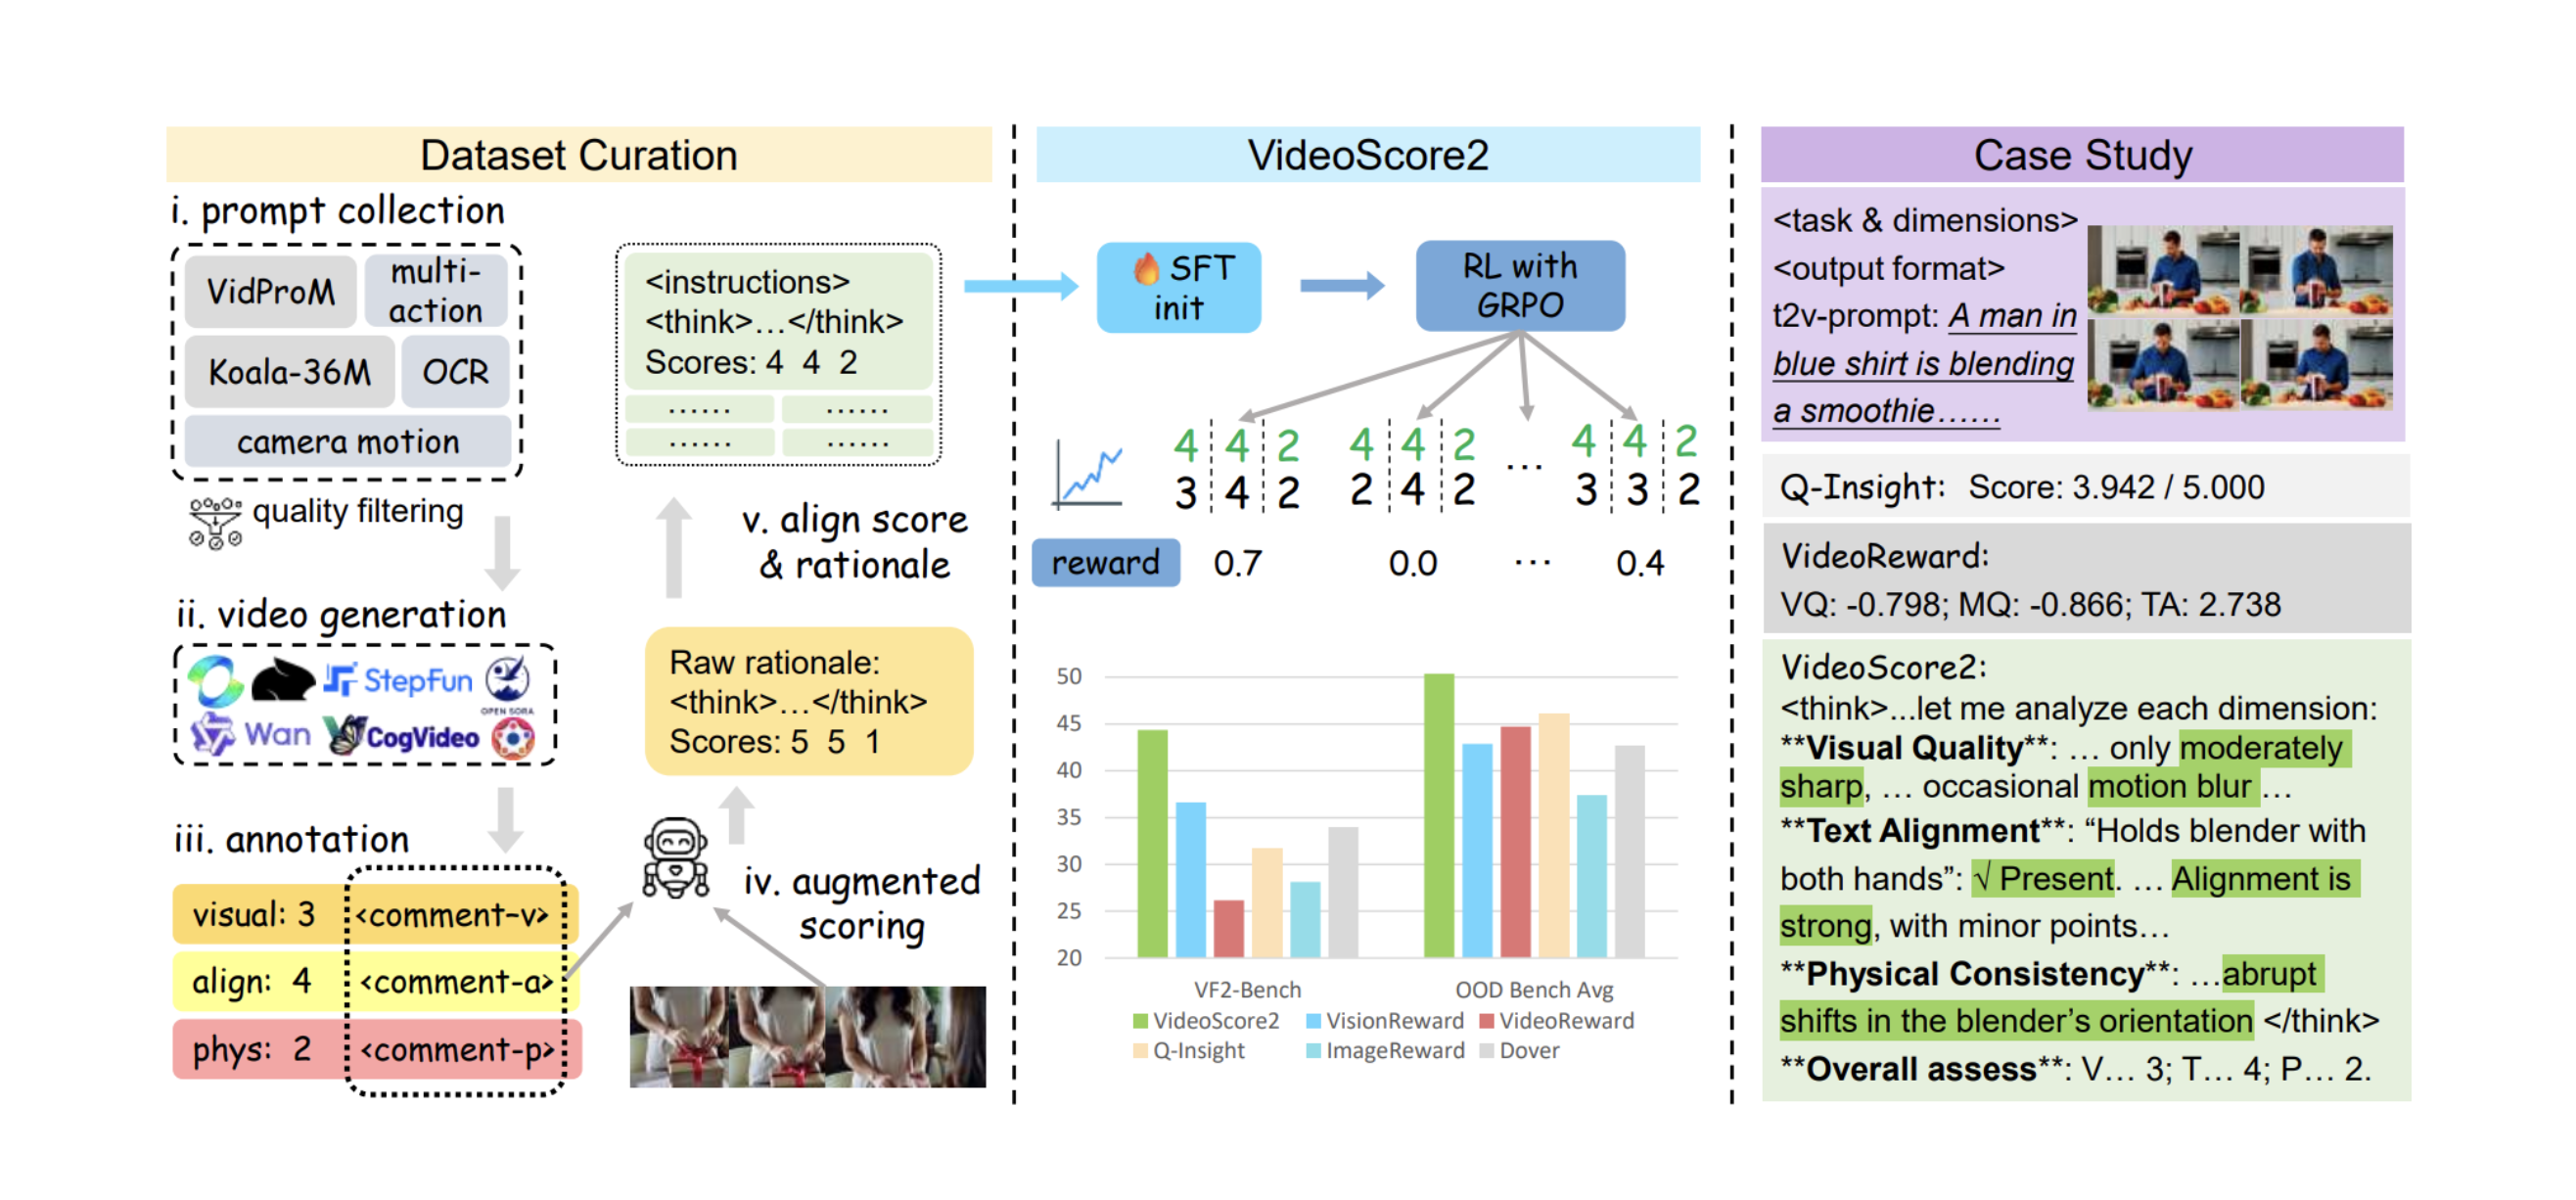 Dataset Curation
i. prompt collection
VidProM
multi-
action
Koala-36M
OCR
camera motion
quality filtering
ii. video generation
StepFun
OPEN SORA
Wan
CogVideo
iii. annotation
visual: 3 <comment-v>
align: 4 <comment-a>
phys: 2 <comment-p>
iv. augmented
scoring
Raw rationale:
<think>...</think>
Scores: 5 5 1
v. align score
& rationale
<instructions>
<think>...</think>
Scores: 4 4 2
...... ......
...... ......
VideoScore2
SFT
init
RL with
GRPO
4 4 2 4 4 2 ... 4 4 2
3 4 2 2 4 2 3 3 2
reward 0.7 0.0 ... 0.4
50
45
40
35
30
25
20
VF2-Bench OOD Bench Avg
VideoScore2 VisionReward VideoReward
Q-Insight ImageReward Dover
Case Study
<task & dimensions>
<output format>
t2v-prompt: A man in
blue shirt is blending
a smoothie......
Q-Insight: Score: 3.942 / 5.000
VideoReward:
VQ: -0.798; MQ: -0.866; TA: 2.738
VideoScore2:
<think>...let me analyze each dimension:
**Visual Quality**: ... only moderately
sharp, ... occasional motion blur ...
**Text Alignment**: “Holds blender with
both hands”: √ Present. ... Alignment is
strong, with minor points...
**Physical Consistency**: ...abrupt
shifts in the blender’s orientation </think>
**Overall assess**: V... 3; T... 4; P... 2.